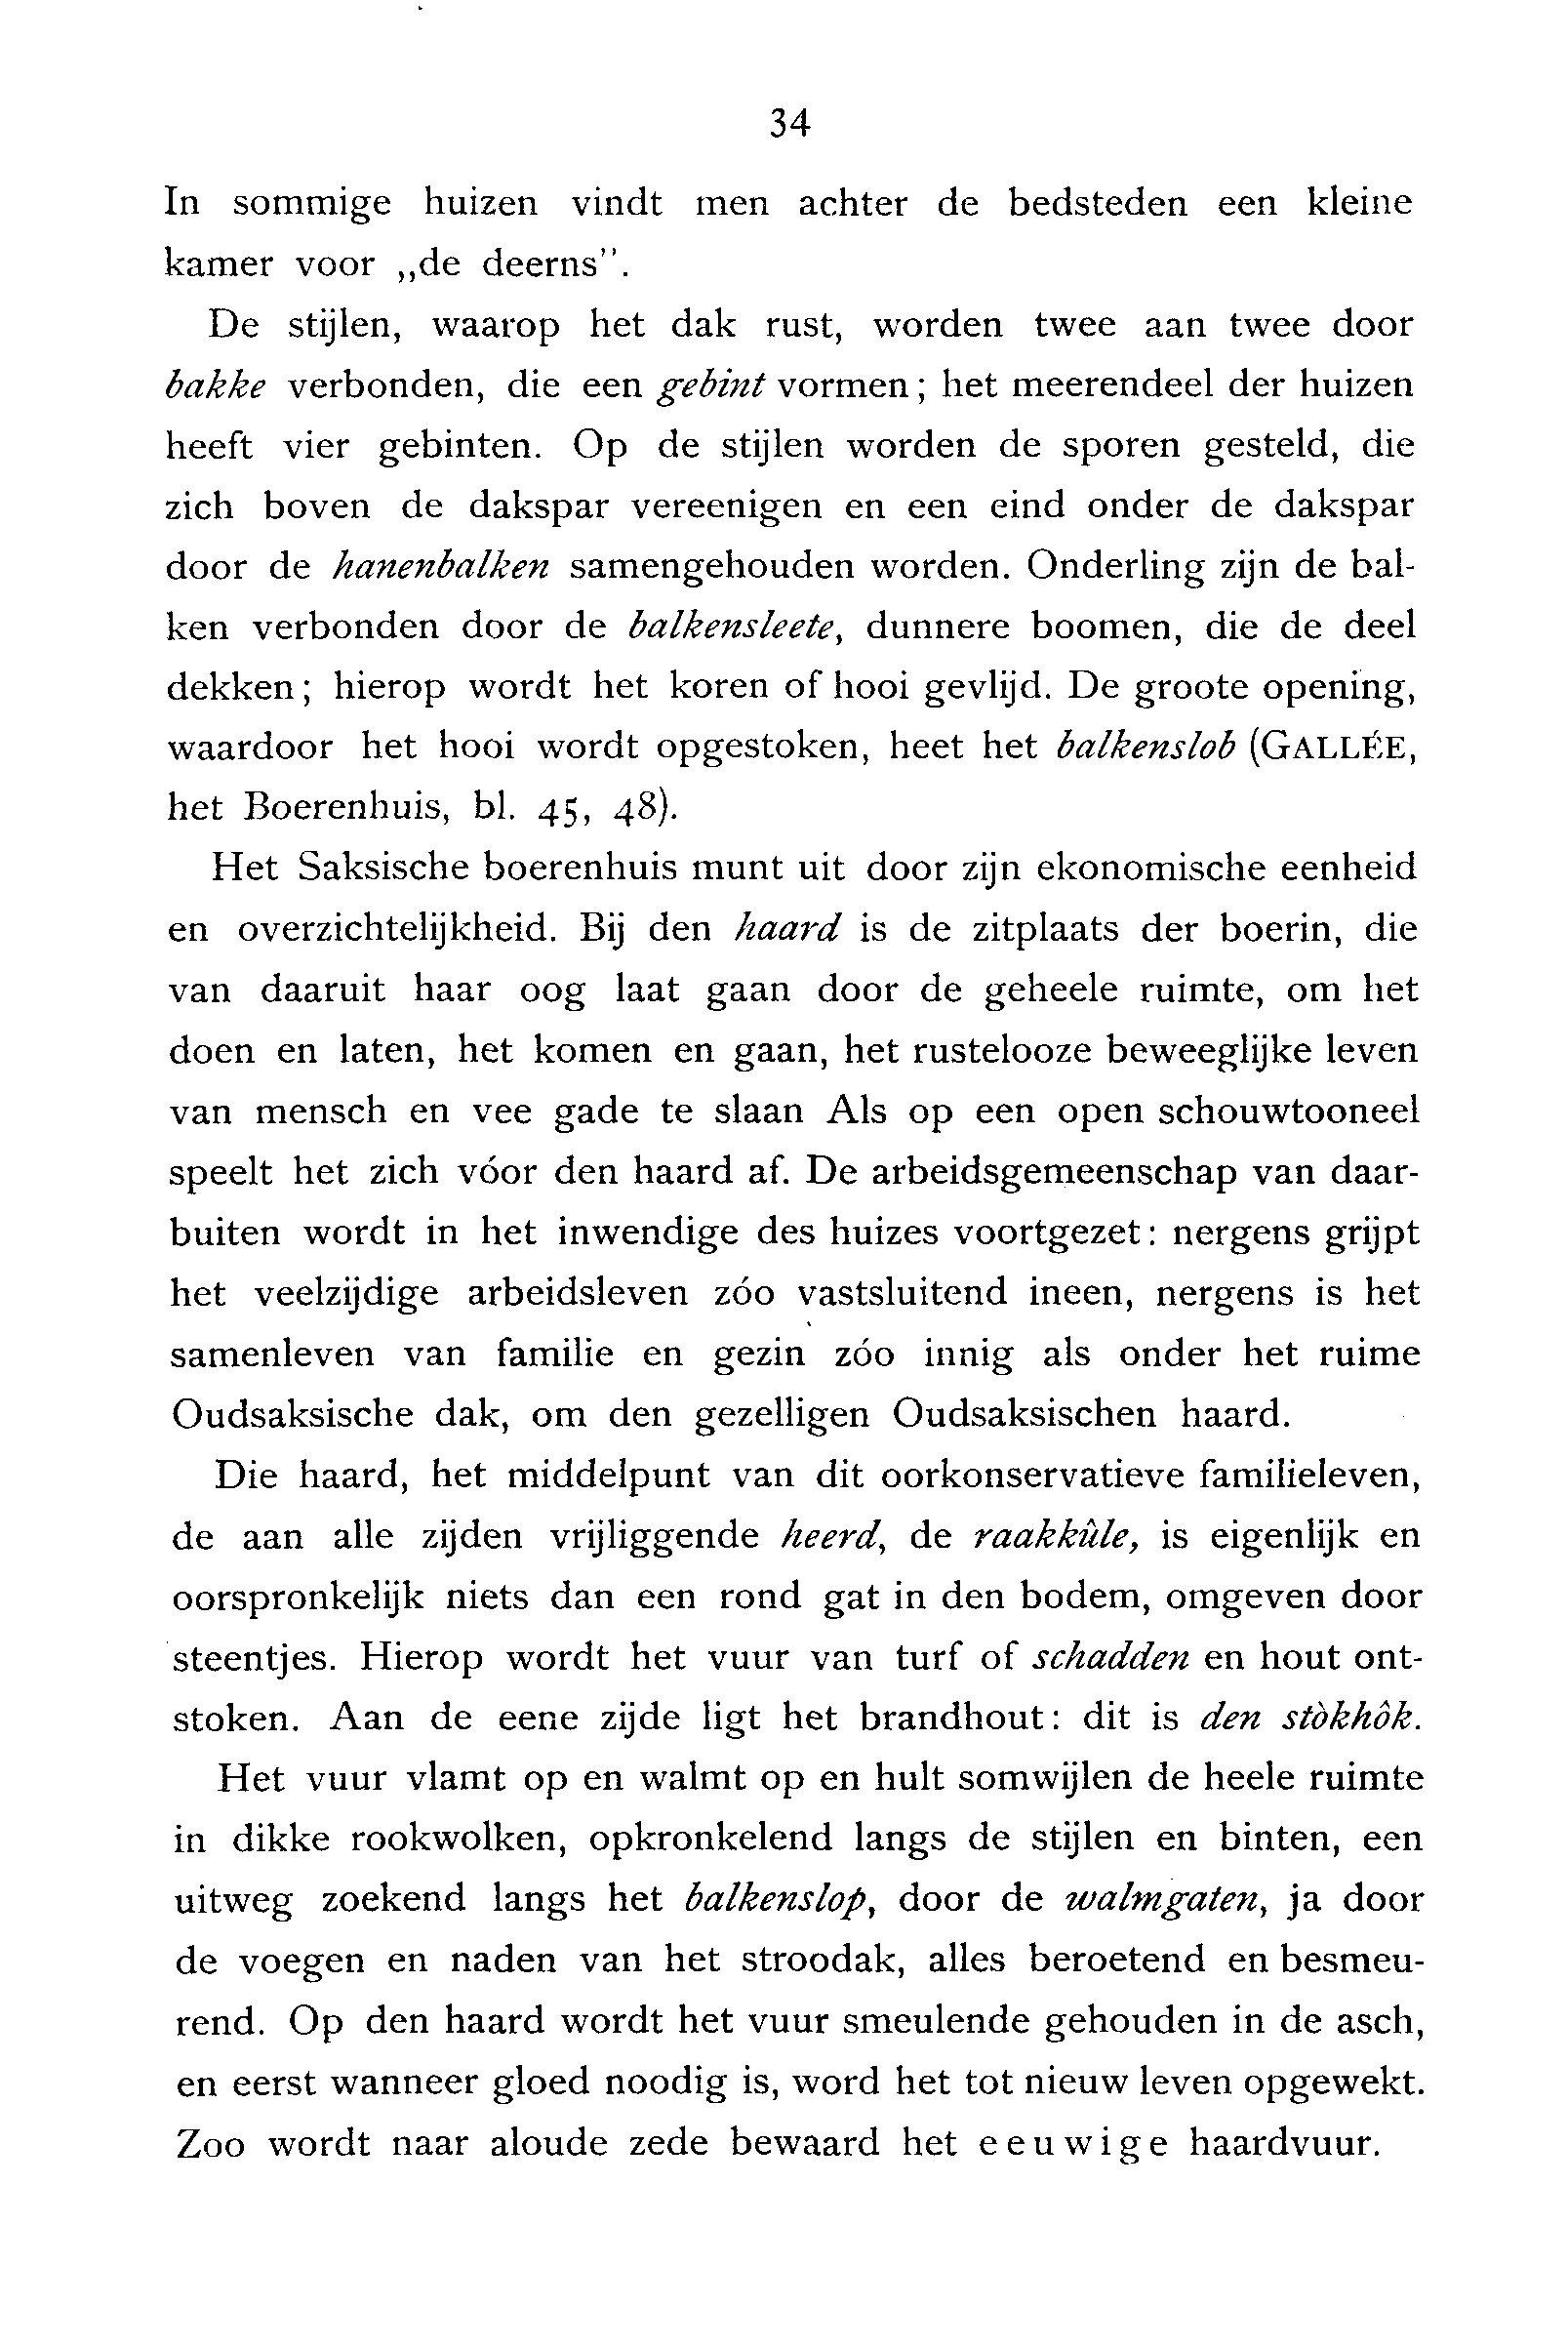 34
In sommige huizen vindt men achter de bedsteden een kleine
kamer voor „de deerns”.
De stijlen, waarop het dak rust, worden twee aan twee door
bakke verbonden, die een gebint vormen; het meerendeel der huizen
heeft vier gebinten. Op de stijlen worden de sporen gesteld, die
zich boven de dakspar vereenigen en een eind onder de dakspar
door de hanenbalken samengehouden worden. Onderling zijn de bal-
ken verbonden door de balkensleete, dunnere boomen, die de deel
dekken; hierop wordt het koren of hooi gevlijd. De groote opening,
waardoor het hooi wordt opgestoken, heet het balkenslob (GALLÉE,
het Boerenhuis, bl. 45, 48).
Het Saksische boerenhuis munt uit door zijn ekonomische eenheid
en overzichtelijkheid. Bij den haard is de zitplaats der boerin, die
van daaruit haar oog laat gaan door de geheele ruimte, om het
doen en laten, het komen en gaan, het rustelooze beweeglijke leven
van mensch en vee gade te slaan Als op een open schouwtooneel
speelt het zich vóor den haard af. De arbeidsgemeenschap van daar-
buiten wordt in het inwendige des huizes voortgezet: nergens grijpt
het veelzijdige arbeidsleven zóo vastsluitend ineen, nergens is het
samenleven van familie en gezin zóo innig als onder het ruime
Oudsaksische dak, om den gezelligen Oudsaksischen haard.
Die haard, het middelpunt van dit oorkonservatieve familieleven,
de aan alle zijden vrijliggende heerd, de raakkûle, is eigenlijk en
oorspronkelijk niets dan een rond gat in den bodem, omgeven door
steentjes. Hierop wordt het vuur van turf of schadden en hout ont-
stoken. Aan de eene zijde ligt het brandhout: dit is den stòkhôk.
Het vuur vlamt op en walmt op en hult somwijlen de heele ruimte
in dikke rookwolken, opkronkelend langs de stijlen en binten, een
uitweg zoekend langs het balkenslop, door de walmgaten, ja door
de voegen en naden van het stroodak, alles beroetend en besmeu-
rend. Op den haard wordt het vuur smeulende gehouden in de asch,
en eerst wanneer gloed noodig is, word het tot nieuw leven opgewekt.
Zoo wordt naar aloude zede bewaard het eeuwige haardvuur.